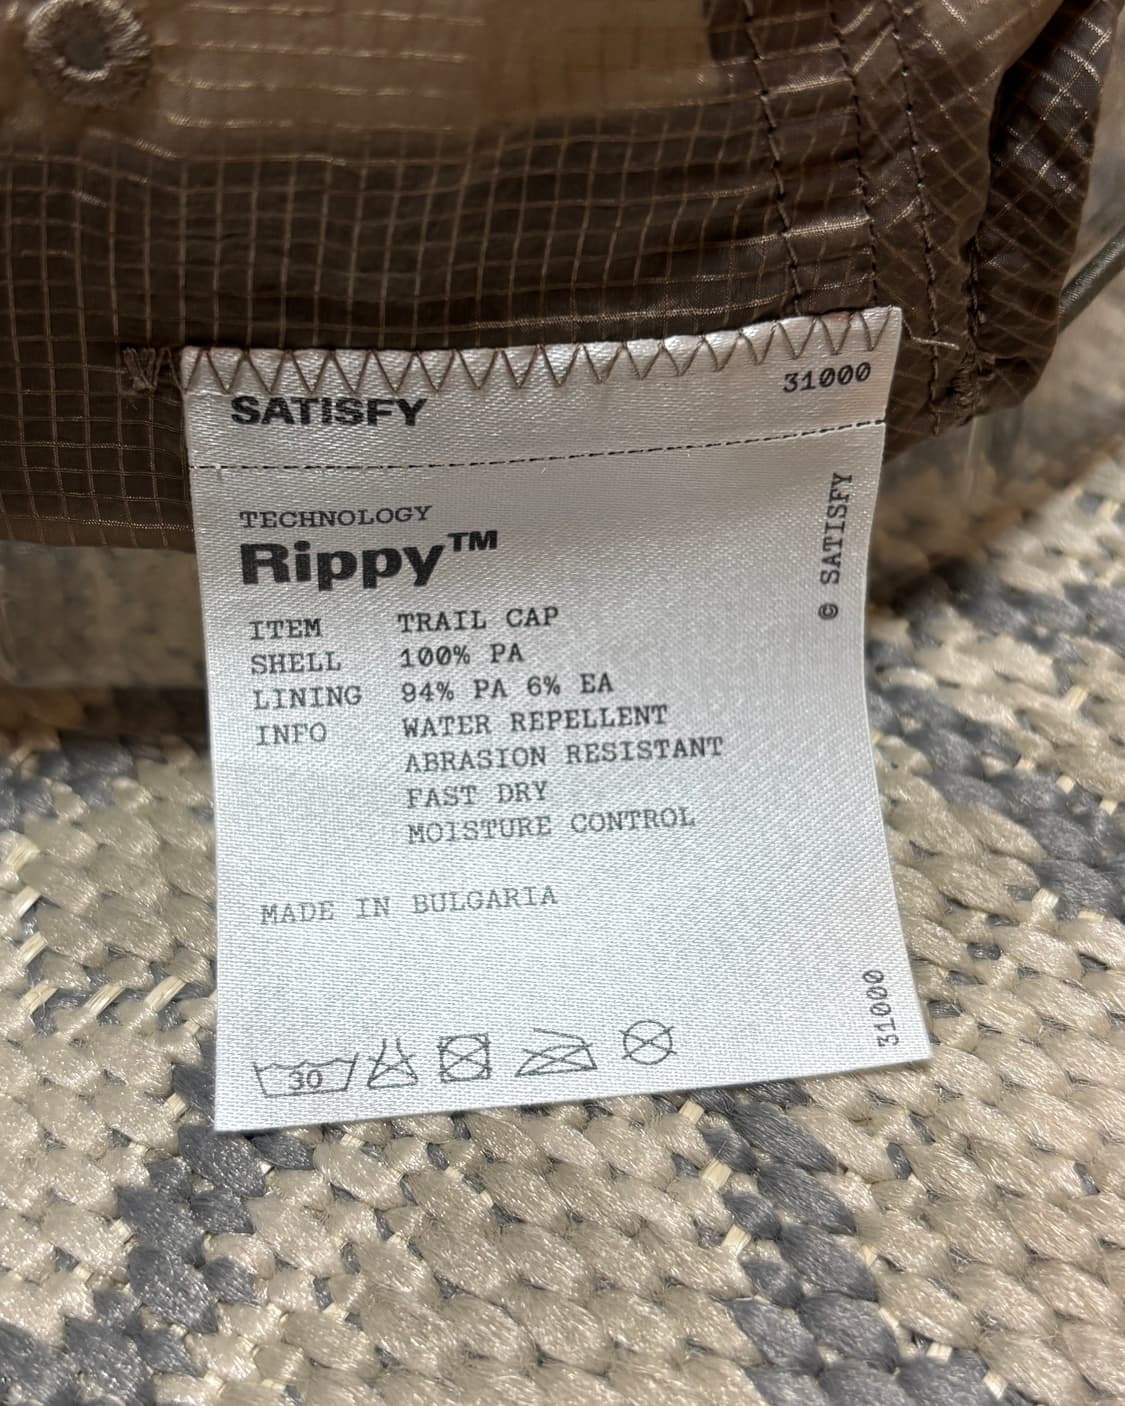 SATISFY
31000
TECHNOLOGY
Rippy™
ITEM TRAIL CAP
SHELL 100% PA
LINING 94% PA 6% EA
INFO WATER REPELLENT
ABRASION RESISTANT
FAST DRY
MOISTURE CONTROL
MADE IN BULGARIA
30
© SATISFY
31000